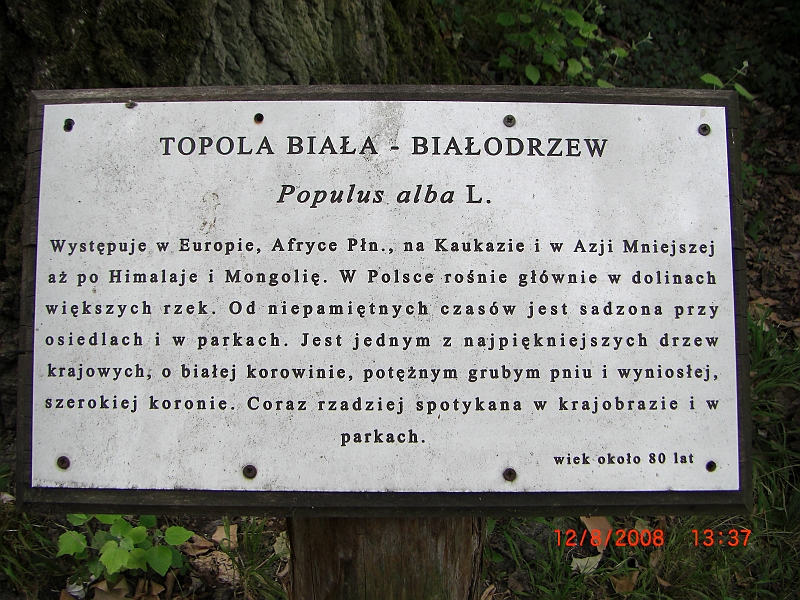 TOPOLA BIAŁA - BIAŁODRZEW
Populus alba L.
Występuje w Europie, Afryce Płn., na Kaukazie i w Azji Mniejszej
aż po Himalaje i Mongolię. W Polsce rośnie głównie w dolinach
większych rzek. Od niepamiętnych czasów jest sadzona przy
osiedlach i w parkach. Jest jednym z najpiękniejszych drzew
krajowych, o białej korowinie, potężnym grubym pniu i wyniosłej,
szerokiej koronie. Coraz rzadziej spotykana w krajobrazie i w
parkach.
wiek około 80 lat
12/8/2008 13:37